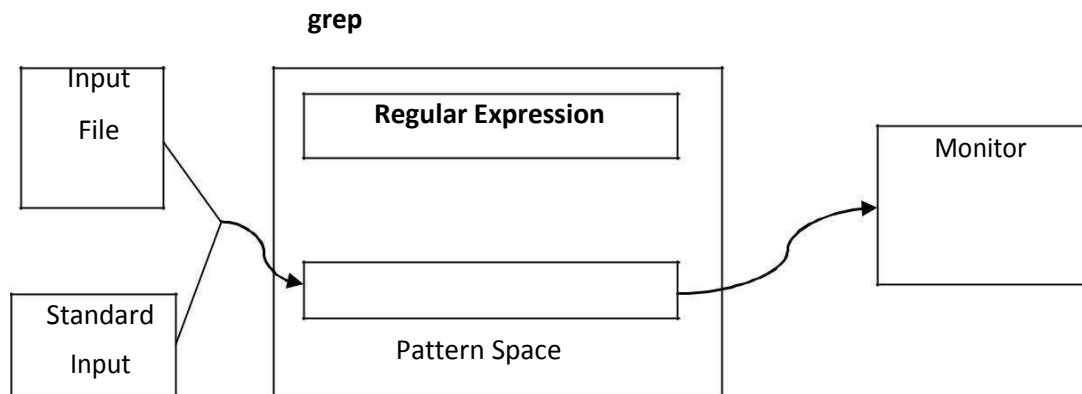 grep
Input
File
Regular Expression
Monitor
Standard
Input
Pattern Space